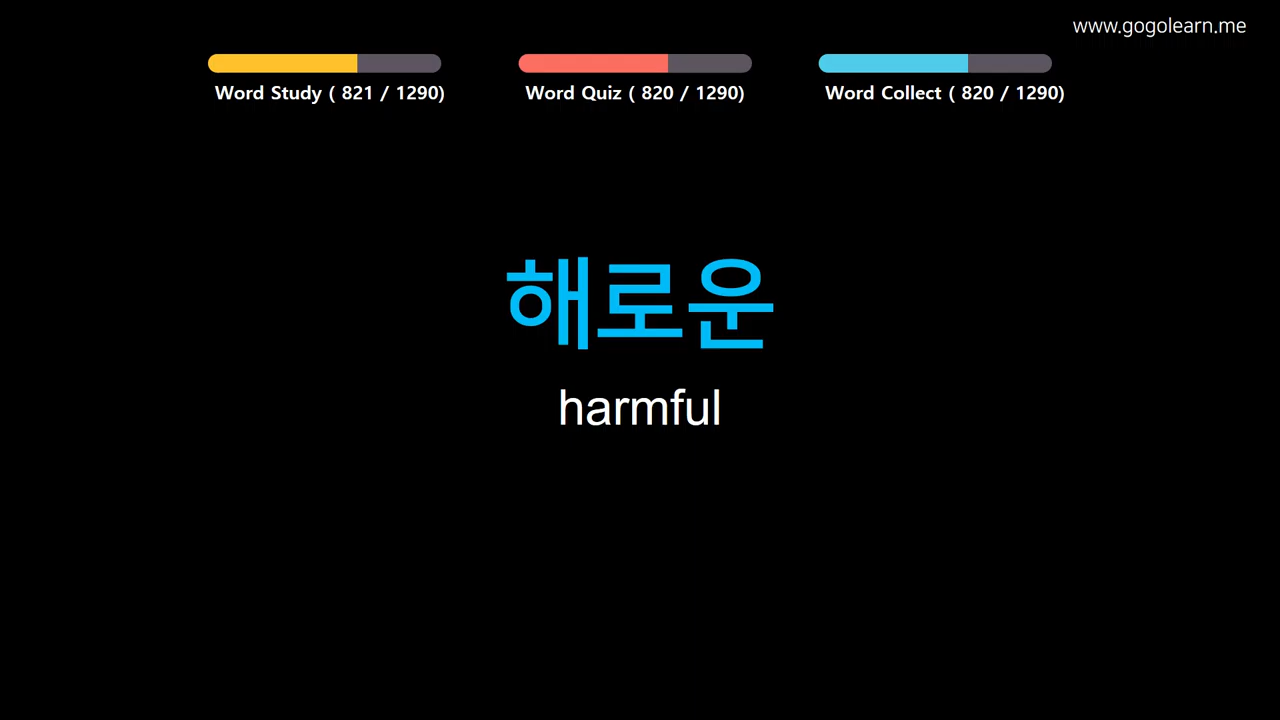 www.gogolearn.me
Word Study ( 821 / 1290)
Word Quiz ( 820 / 1290)
Word Collect ( 820 / 1290)
해로운
harmful